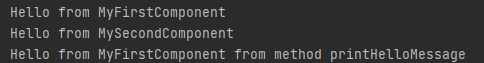 Hello from MyFirstComponent
Hello from MySecondComponent
Hello from MyFirstComponent from method printHelloMessage